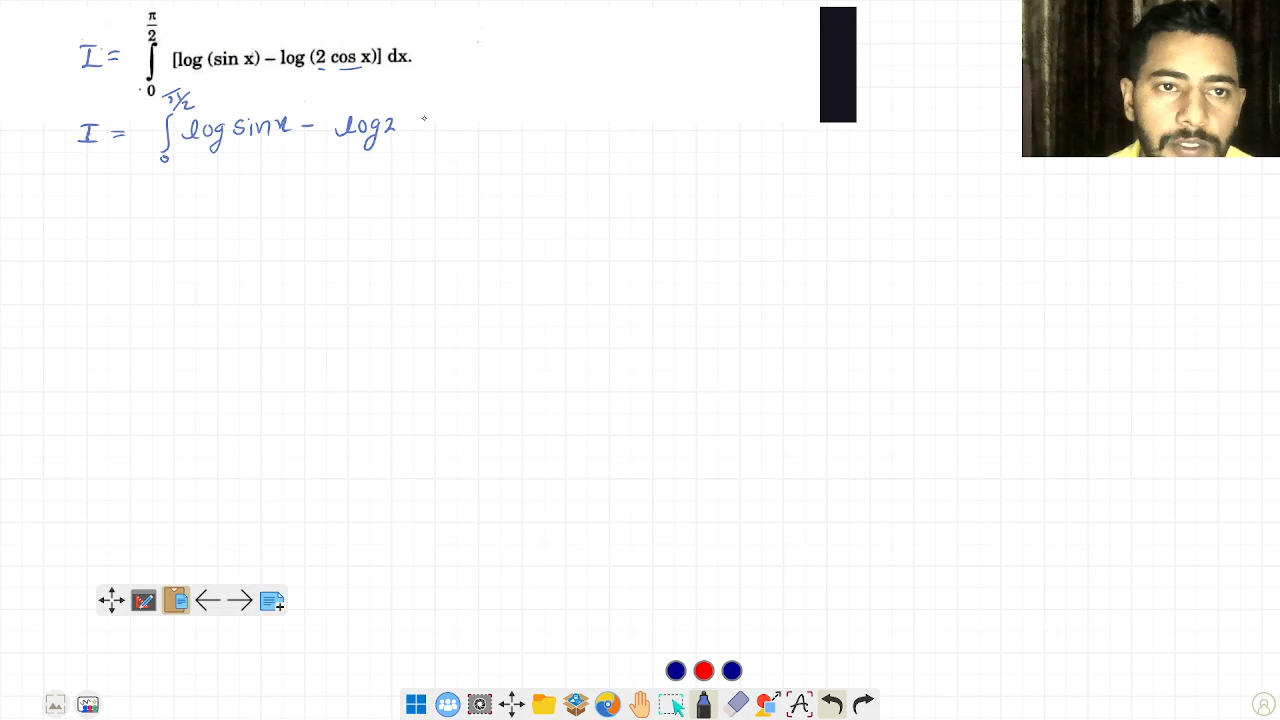 I = ∫₀^{π/2} [log (sin x) – log (2 cos x)] dx.
I = ∫₀^{π/2} log sin x – log 2